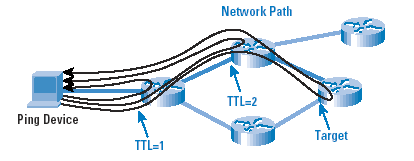 Network Path
TTL=2
Ping Device
Target
TTL=1